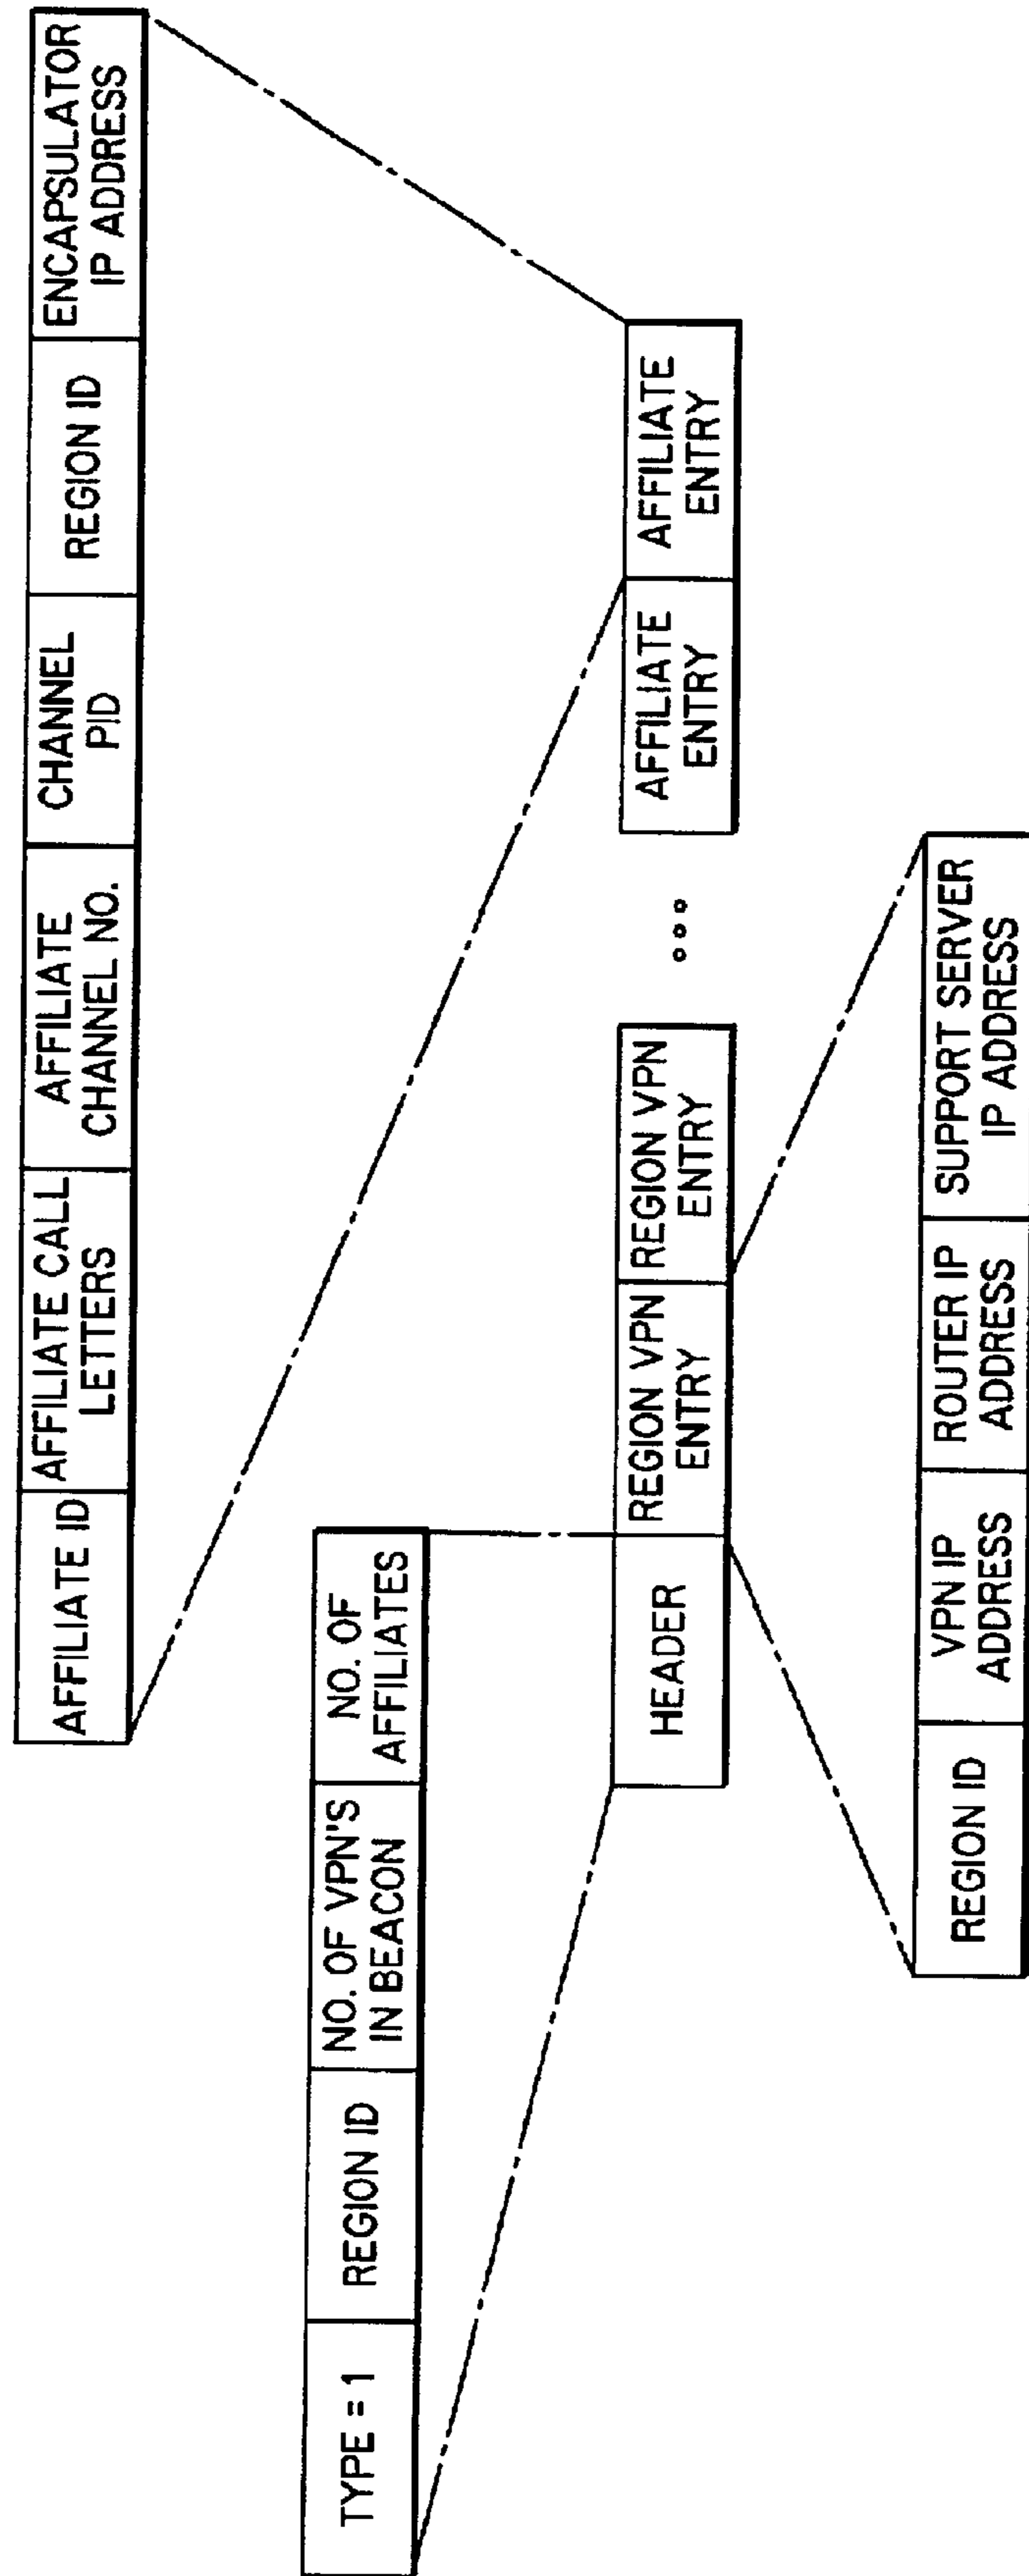 AFFILIATE ID
AFFILIATE CALL
LETTERS
AFFILIATE
CHANNEL NO.
CHANNEL
PID
REGION ID
ENCAPSULATOR
IP ADDRESS
TYPE = 1
REGION ID
NO. OF VPN'S
IN BEACON
NO. OF
AFFILIATES
HEADER
REGION VPN
ENTRY
REGION VPN
ENTRY
AFFILIATE
ENTRY
AFFILIATE
ENTRY
REGION ID
VPN IP
ADDRESS
ROUTER IP
ADDRESS
SUPPORT SERVER
IP ADDRESS